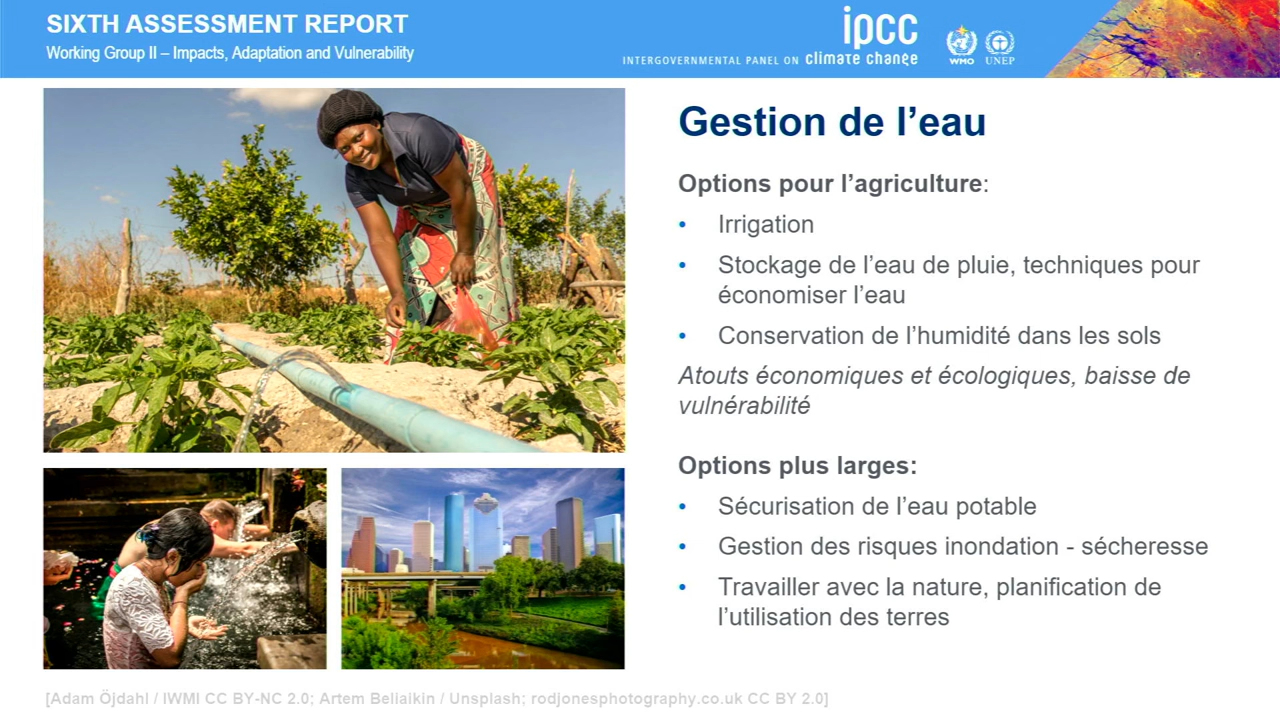 SIXTH ASSESSMENT REPORT
Working Group II – Impacts, Adaptation and Vulnerability
ipcc
INTERGOVERNMENTAL PANEL ON climate change
WMO
UNEP
Gestion de l’eau
Options pour l’agriculture:
• Irrigation
• Stockage de l’eau de pluie, techniques pour
économiser l’eau
• Conservation de l’humidité dans les sols
Atouts économiques et écologiques, baisse de
vulnérabilité
Options plus larges:
• Sécurisation de l’eau potable
• Gestion des risques inondation - sécheresse
• Travailler avec la nature, planification de
l’utilisation des terres
[Adam Öjdahl / IWMI CC BY-NC 2.0; Artem Beliaikin / Unsplash; rodjonesphotography.co.uk CC BY 2.0]